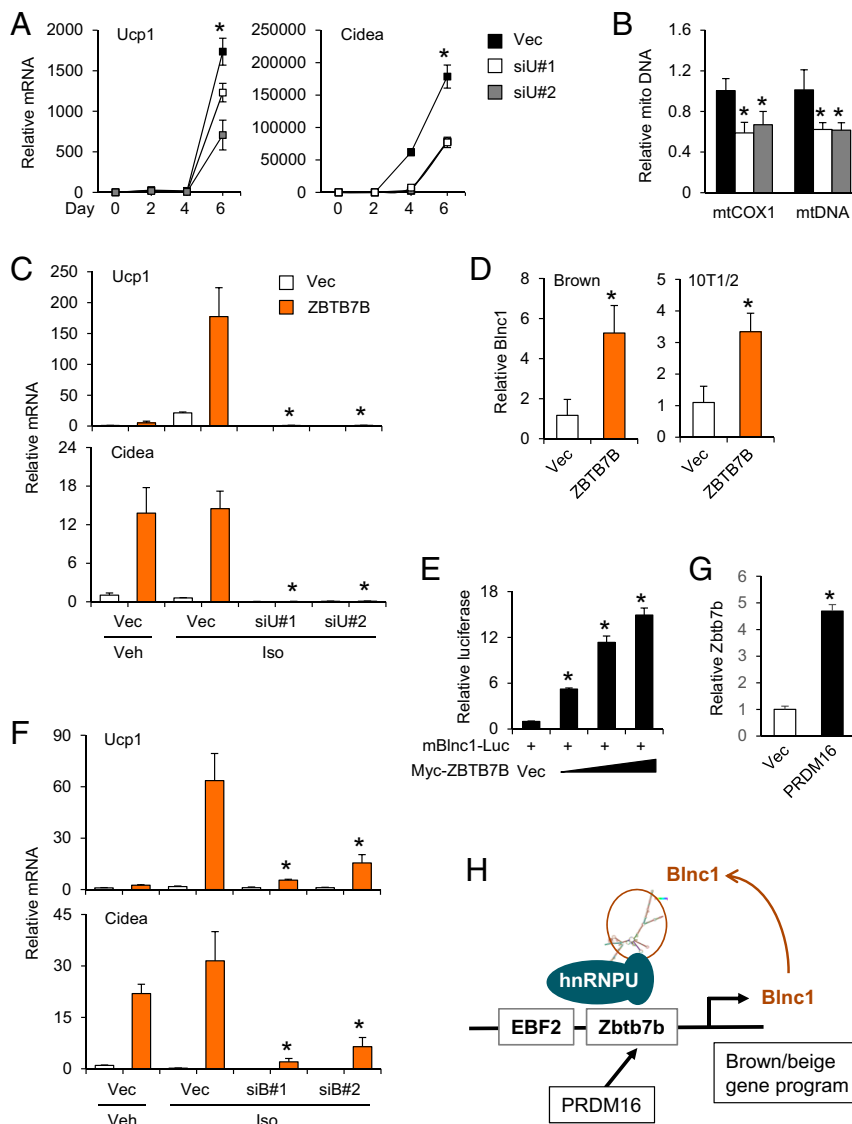 A
Ucp1
Cidea
Relative mRNA
2000
1500
1000
500
0
250000
200000
150000
100000
50000
0
*
*
Day
0 2 4 6
0 2 4 6
Vec
siU#1
siU#2
B
Relative mito DNA
1.8
1.2
0.6
0
* *
* *
mtCOX1
mtDNA
C
Ucp1
Vec
ZBTB7B
Relative mRNA
250
200
150
100
50
0
* *
Cidea
24
18
12
6
0
* *
Vec Vec siU#1 siU#2
Veh Iso
D
Relative Blnc1
Brown
8
6
4
2
0
*
Vec
ZBTB7B
10T1/2
5
4
3
2
1
0
*
Vec
ZBTB7B
E
Relative luciferase
18
12
6
0
* * *
mBlnc1-Luc + + + +
Myc-ZBTB7B Vec
G
Relative Zbtb7b
6
5
4
3
2
1
0
*
Vec
PRDM16
F
Ucp1
Relative mRNA
90
60
30
0
* *
Cidea
45
30
15
0
* *
Vec Vec siB#1 siB#2
Veh Iso
H
Blnc1
hnRNPU
Blnc1
EBF2
Zbtb7b
Brown/beige
gene program
PRDM16